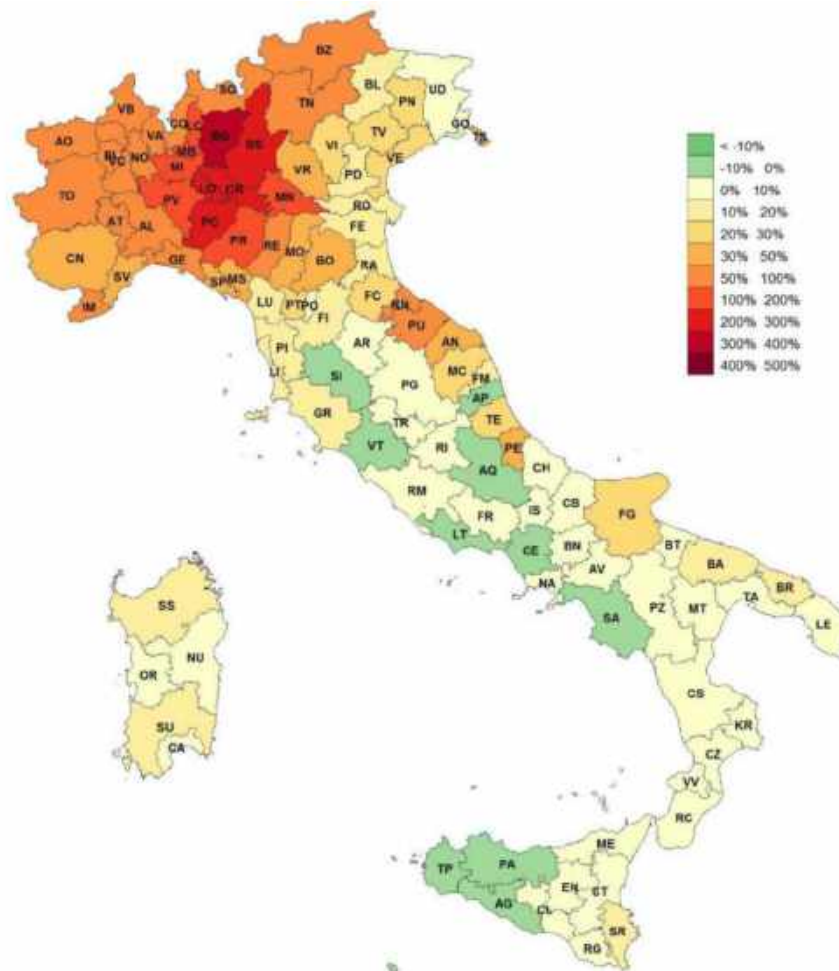 BZ
SO
BL
PN
UD
TN
VB
CO
LC
BG
BS
GO
TS
AO
VA
TV
BI
VC
NO
MB
MI
VI
VE
VR
PD
TO
PV
LO
CR
MN
RO
AT
AL
PC
PR
RE
MO
FE
CN
GE
BO
RA
SV
SP
MS
IM
LU
PT
PO
FI
FC
RN
PU
AR
AN
PI
LI
SI
PG
MC
FM
AP
GR
TR
TE
VT
RI
PE
AQ
CH
RM
FR
IS
CB
FG
LT
CE
BN
BT
BA
NA
AV
BR
SA
PZ
MT
TA
LE
SS
NU
OR
SU
CA
CS
KR
CZ
VV
RC
ME
TP
PA
EN
CT
AG
CL
SR
RG
< -10%
-10% 0%
0% 10%
10% 20%
20% 30%
30% 50%
50% 100%
100% 200%
200% 300%
300% 400%
400% 500%